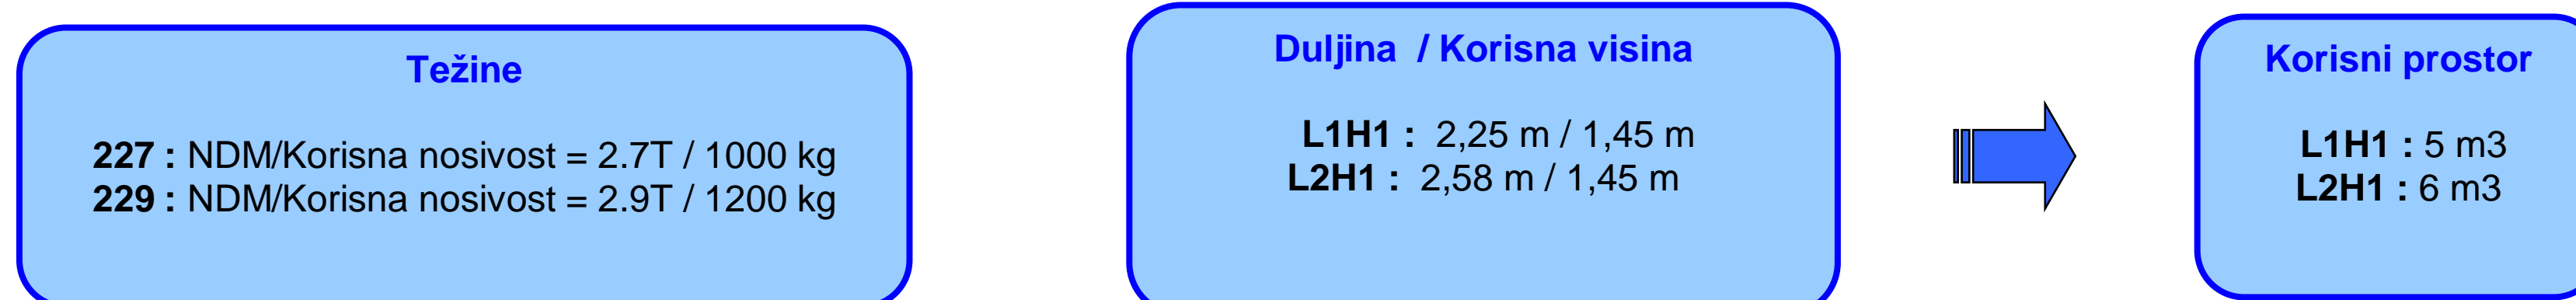 Težine
227 : NDM/Korisna nosivost = 2.7T / 1000 kg
229 : NDM/Korisna nosivost = 2.9T / 1200 kg
Duljina / Korisna visina
L1H1 : 2,25 m / 1,45 m
L2H1 : 2,58 m / 1,45 m
Korisni prostor
L1H1 : 5 m3
L2H1 : 6 m3